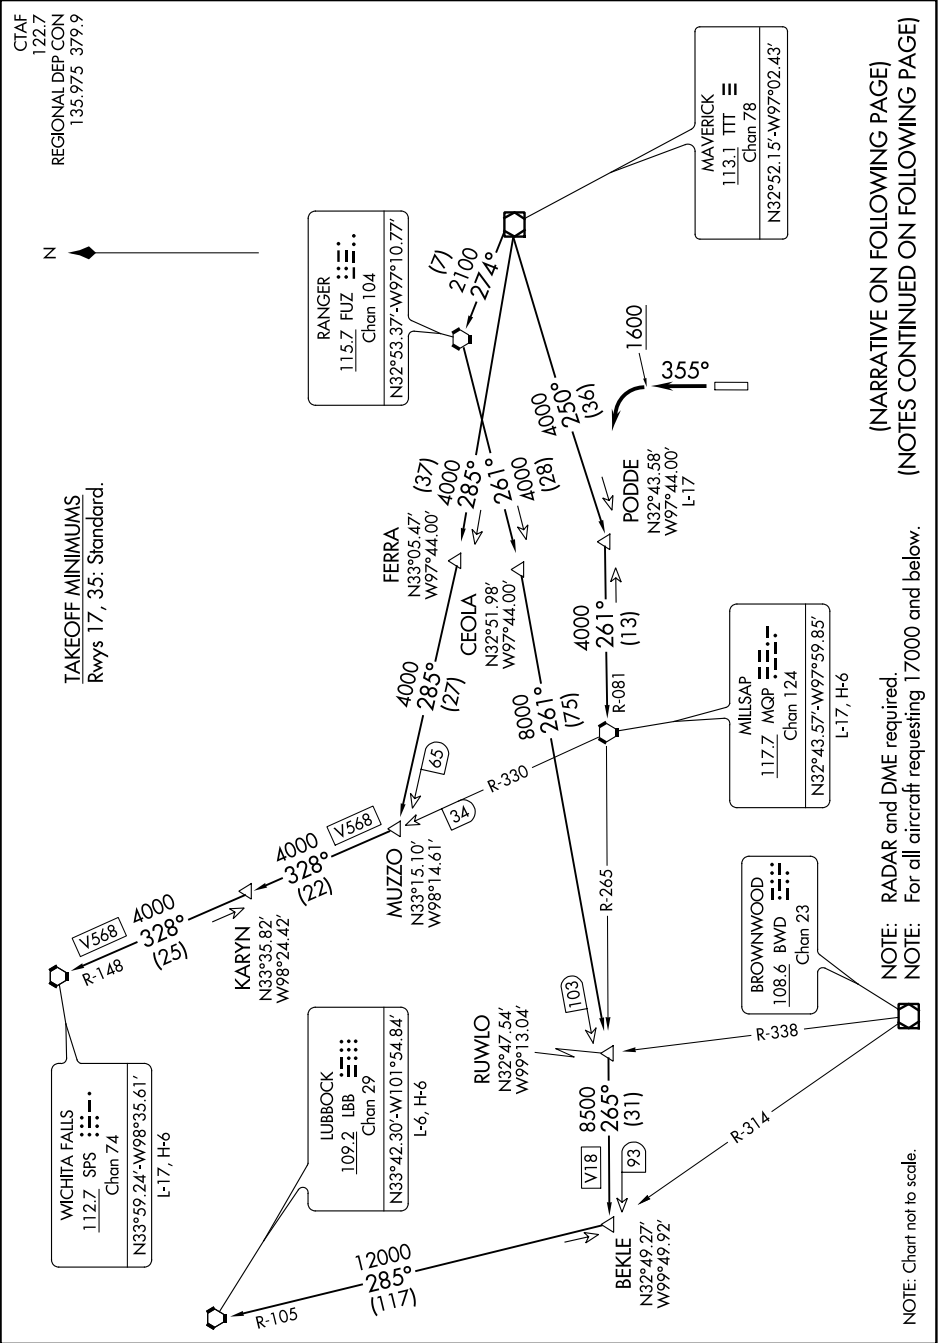 CTAF
122.7
REGIONAL DEP CON
135.975 379.9
N
TAKEOFF MINIMUMS
Rwys 17, 35: Standard.
WICHITA FALLS
112.7 SPS
Chan 74
N33°59.24′-W98°35.61′
L-17, H-6
R-148
V568
4000
328°
(25)
KARYN
N33°35.82′
W98°24.42′
4000
328°
(22)
V568
MUZZO
N33°15.10′
W98°14.61′
65
34
R-330
4000
285°
(27)
FERRA
N33°05.47′
W97°44.00′
(37)
4000
285°
RANGER
115.7 FUZ
Chan 104
N32°53.37′-W97°10.77′
(7)
2100
274°
MAVERICK
113.1 TTT
Chan 78
N32°52.15′-W97°02.43′
CEOLA
N32°51.98′
W97°44.00′
261°
4000
(28)
8000
261°
(75)
4000
250°
(36)
PODDE
N32°43.58′
W97°44.00′
L-17
1600
355°
4000
261°
(13)
R-081
MILLSAP
117.7 MQP
Chan 124
N32°43.57′-W97°59.85′
L-17, H-6
R-265
103
RUWLO
N32°47.54′
W99°13.04′
8500
265°
(31)
V18
93
BEKLE
N32°49.27′
W99°49.92′
LUBBOCK
109.2 LBB
Chan 29
N33°42.30′-W101°54.84′
L-6, H-6
R-105
12000
285°
(117)
BROWNWOOD
108.6 BWD
Chan 23
R-338
R-314
NOTE: RADAR and DME required.
NOTE: For all aircraft requesting 17000 and below.
NOTE: Chart not to scale.
(NARRATIVE ON FOLLOWING PAGE)
(NOTES CONTINUED ON FOLLOWING PAGE)